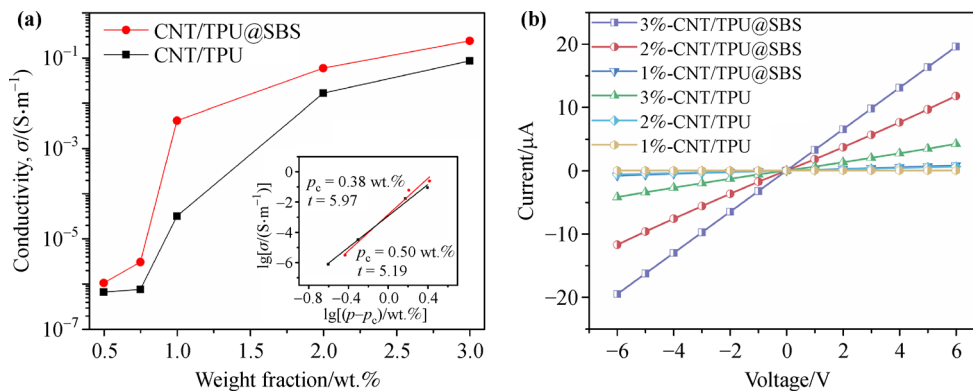 (a)
CNT/TPU@SBS
CNT/TPU
Conductivity, σ/(S·m⁻¹)
10⁻¹
10⁻³
10⁻⁵
10⁻⁷
0.5
1.0
1.5
2.0
2.5
3.0
Weight fraction/wt.%
lg[σ/(S·m⁻¹)]
0
−2
−4
−6
p_c = 0.38 wt.%
t = 5.97
p_c = 0.50 wt.%
t = 5.19
−0.8
−0.4
0.0
0.4
lg[(p−p_c)/wt.%]
(b)
3%-CNT/TPU@SBS
2%-CNT/TPU@SBS
1%-CNT/TPU@SBS
3%-CNT/TPU
2%-CNT/TPU
1%-CNT/TPU
Current/μA
20
10
0
−10
−20
−6
−4
−2
0
2
4
6
Voltage/V